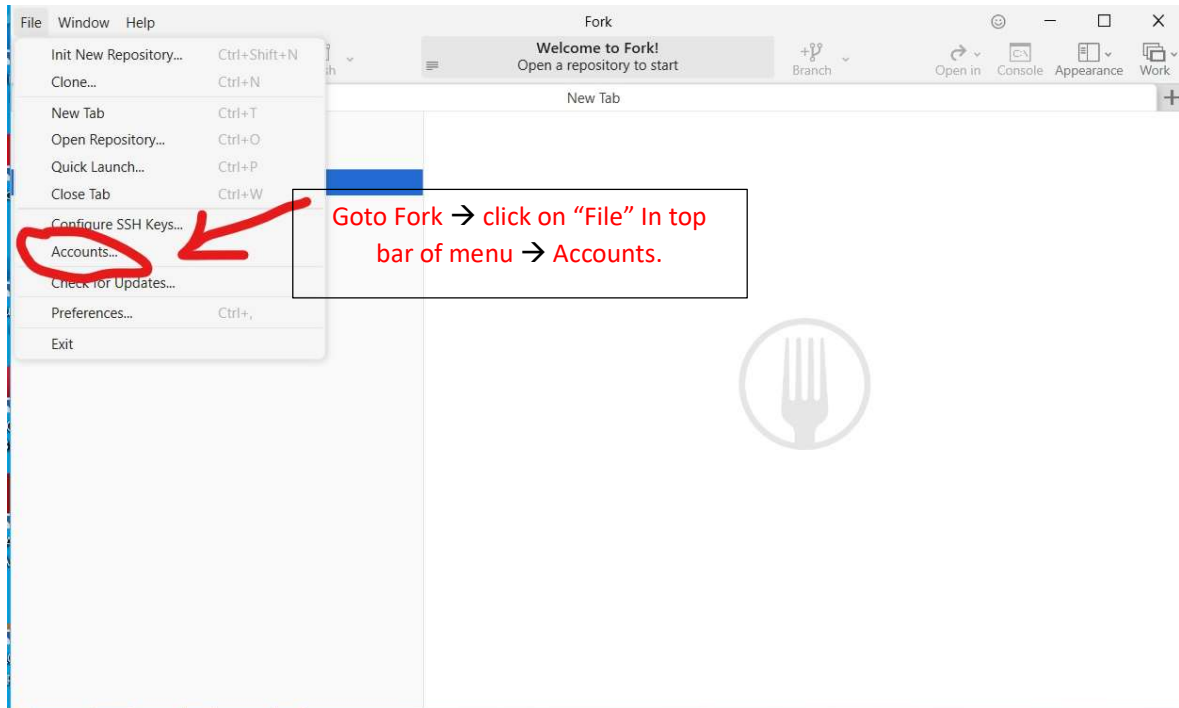 File Window Help Fork
Init New Repository... Ctrl+Shift+N
Clone... Ctrl+N
New Tab Ctrl+T
Open Repository... Ctrl+O
Quick Launch... Ctrl+P
Close Tab Ctrl+W
Configure SSH Keys...
Accounts...
Check for Updates...
Preferences... Ctrl+,
Exit
Welcome to Fork!
Open a repository to start
Branch
Open in
Console
Appearance
Work
New Tab
Goto Fork → click on “File” In top
bar of menu → Accounts.